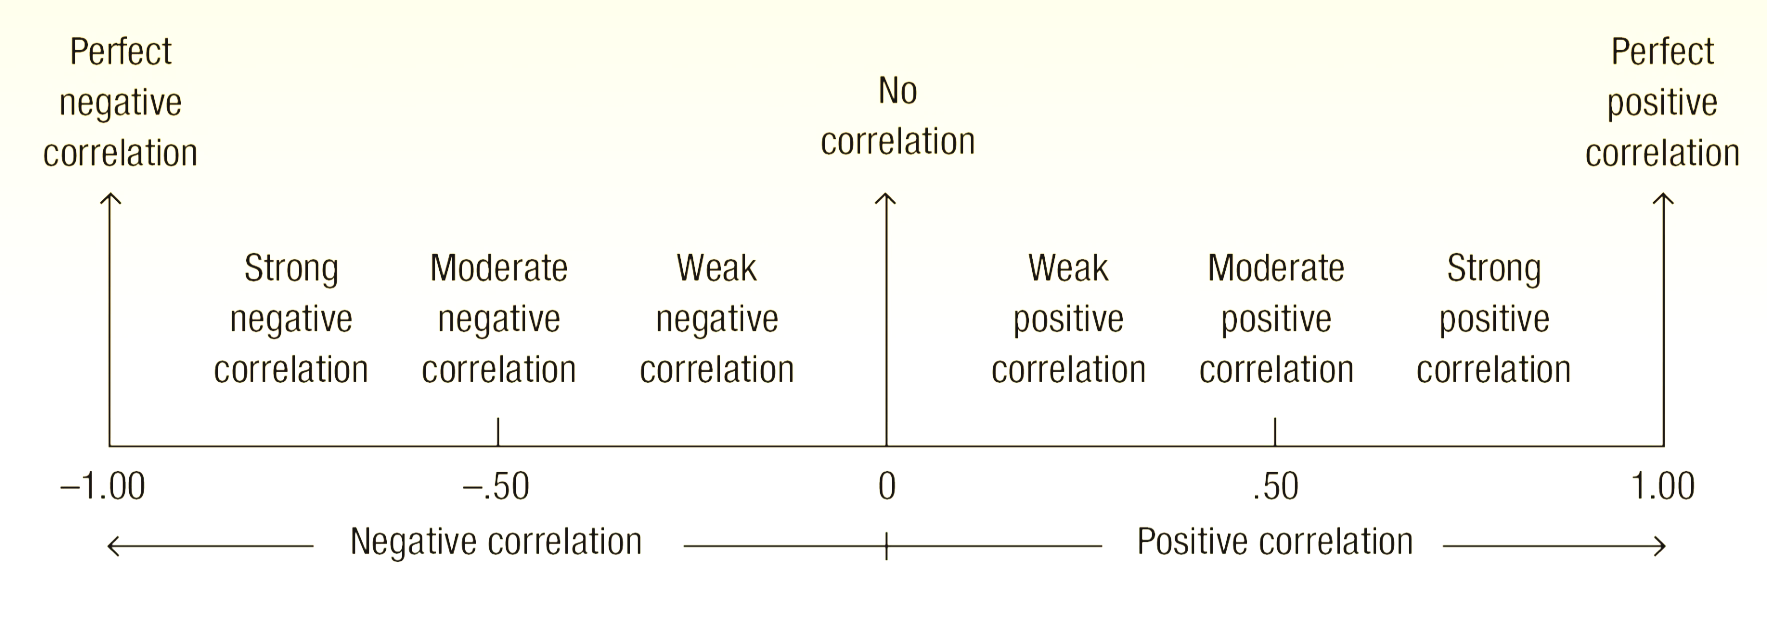 Perfect
negative
correlation
No
correlation
Perfect
positive
correlation
Strong
negative
correlation
Moderate
negative
correlation
Weak
negative
correlation
Weak
positive
correlation
Moderate
positive
correlation
Strong
positive
correlation
–1.00
–.50
0
.50
1.00
Negative correlation
Positive correlation